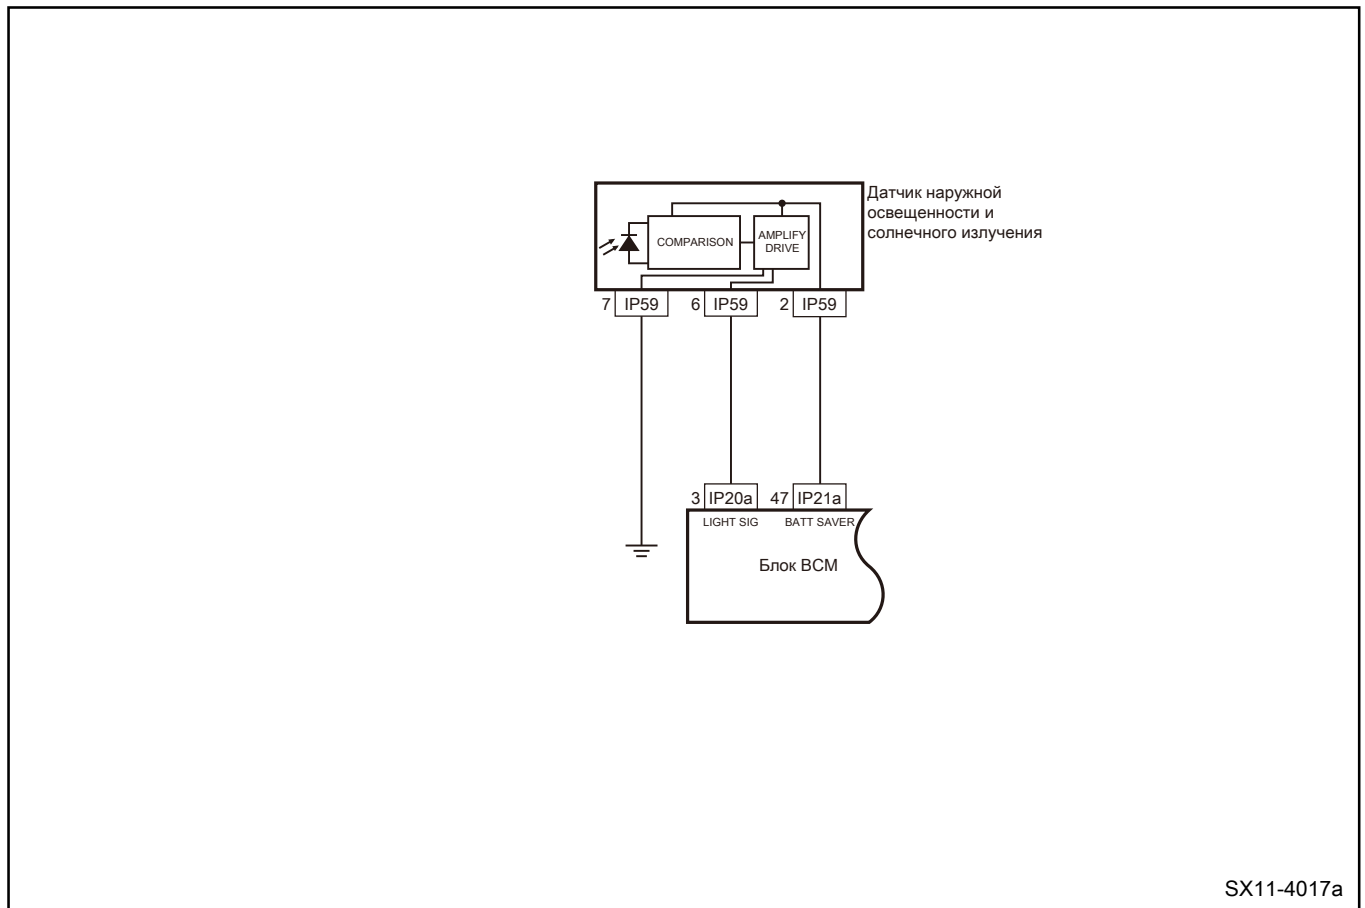 Датчик наружной
освещенности и
солнечного излучения
COMPARISON
AMPLIFY
DRIVE
7 IP59 6 IP59 2 IP59
3 IP20a 47 IP21a
LIGHT SIG BATT SAVER
Блок BCM
SX11-4017a